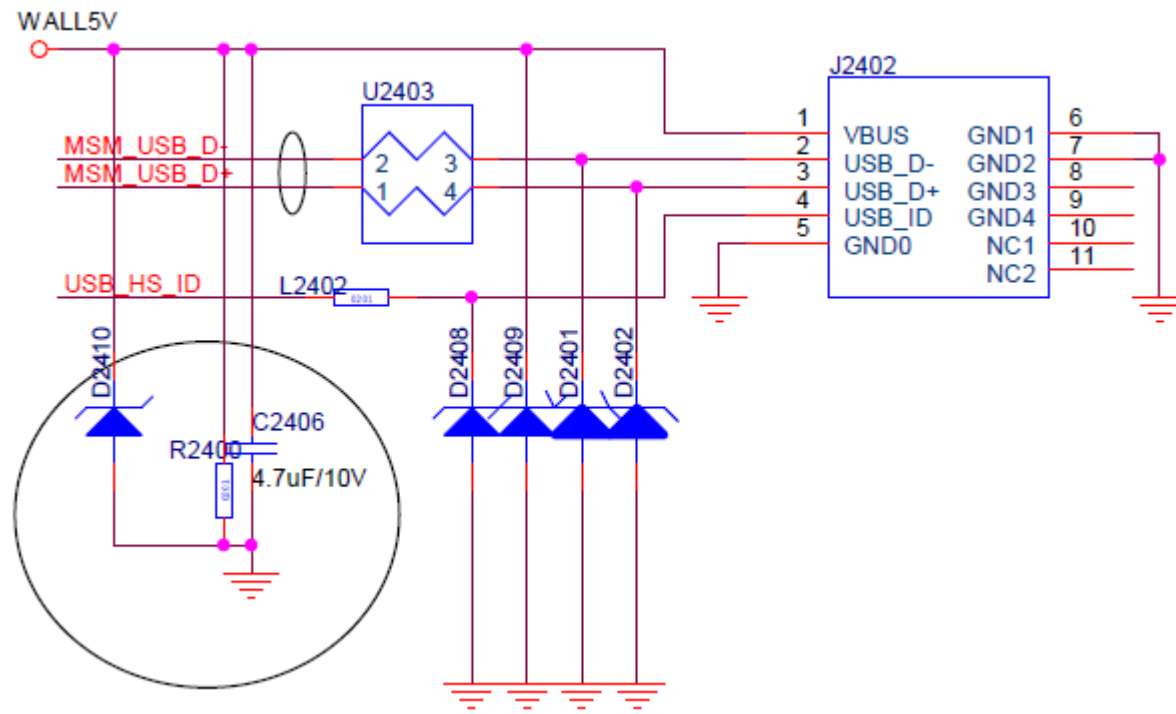 WALL5V
U2403
J2402
MSM_USB_D-
MSM_USB_D+
2 3
1 4
1 VBUS GND1 6
2 USB_D- GND2 7
3 USB_D+ GND3 8
4 USB_ID GND4 9
5 GND0 NC1 10
NC2 11
USB_HS_ID
L2402
0201
D2410
D2408
D2409
D2401
D2402
C2406
R2400
4.7uF/10V
0201